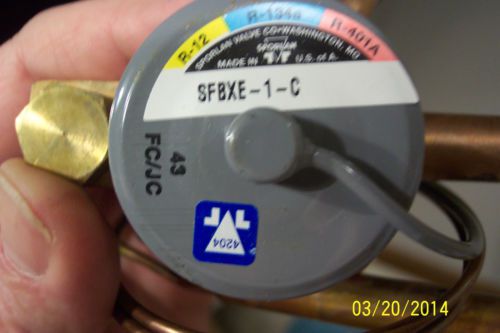 R-12 R-134a R-401A
SPORLAN VALVE CO•WASHINGTON, MO.
SPORLAN
MADE IN U.S. of A.
SFBXE-1-C
43
FC/JC
4204
03/20/2014